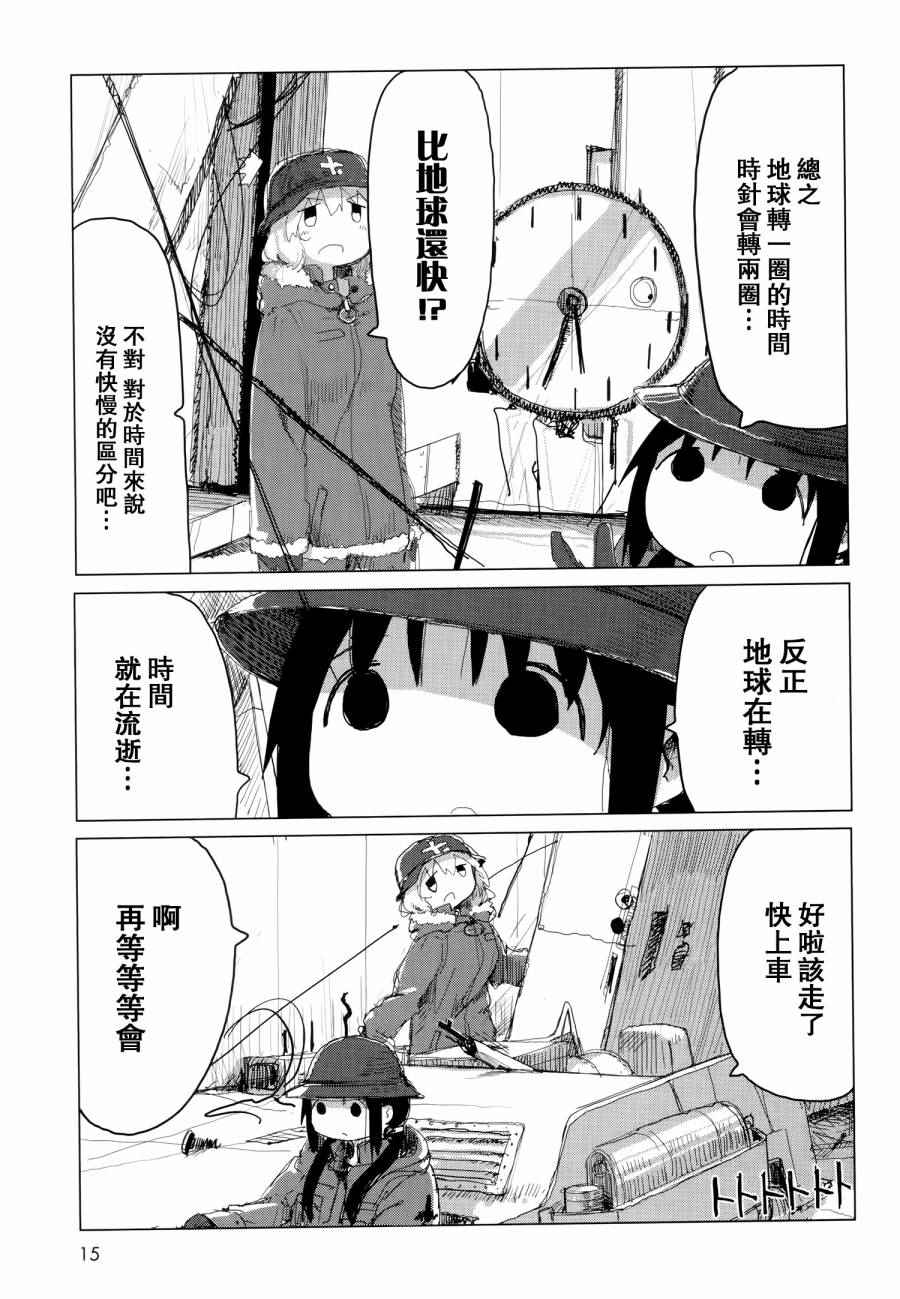 總之
地球轉一圈的時間
時針會轉兩圈…
比地球還快!?
不對 對於時間來說
沒有快慢的區分吧…
反正
地球在轉…
時間
就在流逝…
好啦該走了
快上車
啊
再等等等會
トトトトト
15